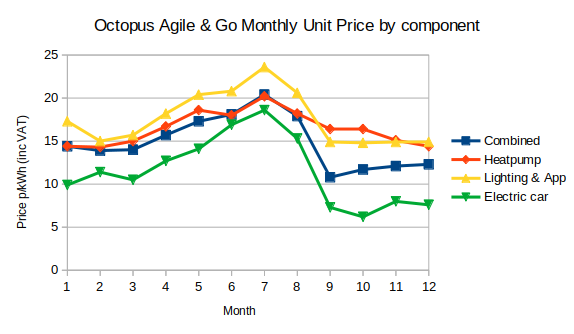 Octopus Agile & Go Monthly Unit Price by component
25
20
15
10
5
0
Price p/kWh (inc VAT)
1 2 3 4 5 6 7 8 9 10 11 12
Month
Combined
Heatpump
Lighting & App
Electric car